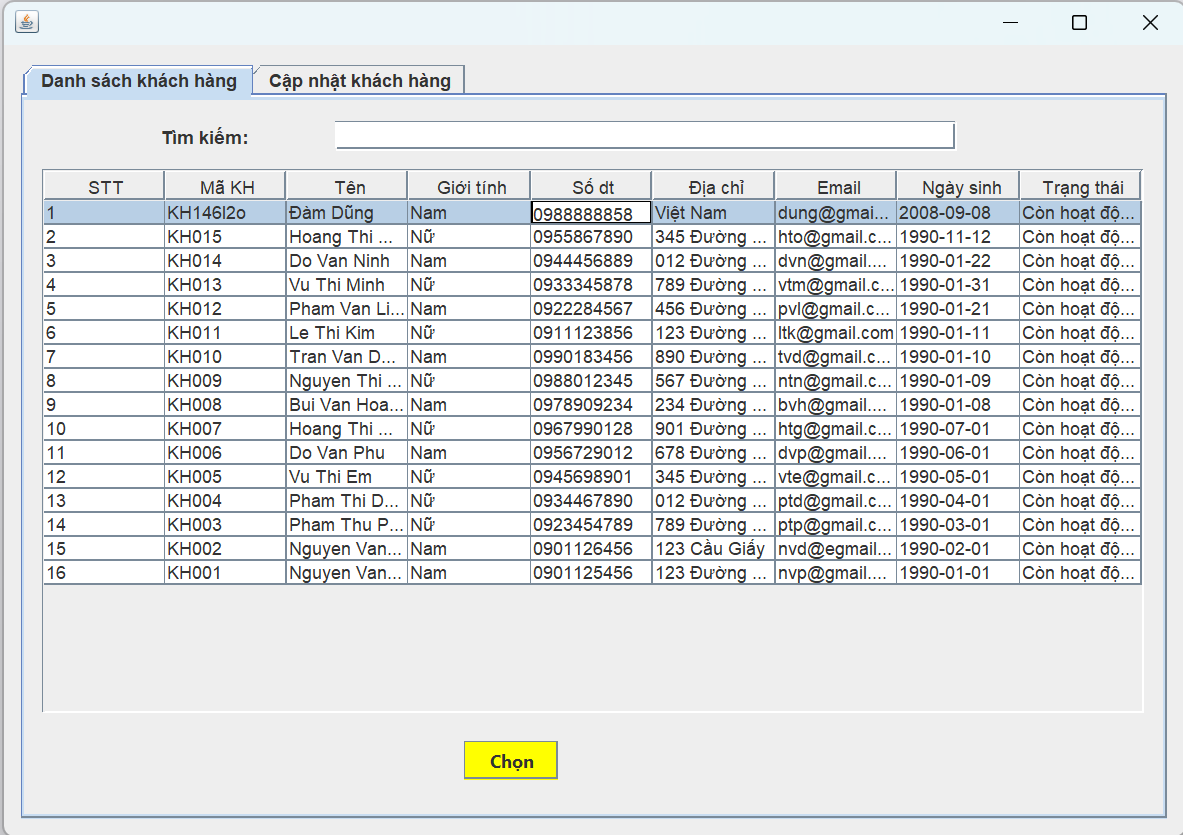 Danh sách khách hàng Cập nhật khách hàng
Tìm kiếm:
STT Mã KH Tên Giới tính Số dt Địa chỉ Email Ngày sinh Trạng thái
1 KH146I2o Đàm Dũng Nam 0988888858 Việt Nam dung@gmai... 2008-09-08 Còn hoạt độ...
2 KH015 Hoang Thi ... Nữ 0955867890 345 Đường ... hto@gmail.c... 1990-11-12 Còn hoạt độ...
3 KH014 Do Van Ninh Nam 0944456889 012 Đường ... dvn@gmail.... 1990-01-22 Còn hoạt độ...
4 KH013 Vu Thi Minh Nữ 0933345878 789 Đường ... vtm@gmail.c... 1990-01-31 Còn hoạt độ...
5 KH012 Pham Van Li... Nam 0922284567 456 Đường ... pvl@gmail.c... 1990-01-21 Còn hoạt độ...
6 KH011 Le Thi Kim Nữ 0911123856 123 Đường ... ltk@gmail.com 1990-01-11 Còn hoạt độ...
7 KH010 Tran Van D... Nam 0990183456 890 Đường ... tvd@gmail.c... 1990-01-10 Còn hoạt độ...
8 KH009 Nguyen Thi ... Nữ 0988012345 567 Đường ... ntn@gmail.c... 1990-01-09 Còn hoạt độ...
9 KH008 Bui Van Hoa... Nam 0978909234 234 Đường ... bvh@gmail.... 1990-01-08 Còn hoạt độ...
10 KH007 Hoang Thi ... Nữ 0967990128 901 Đường ... htg@gmail.c... 1990-07-01 Còn hoạt độ...
11 KH006 Do Van Phu Nam 0956729012 678 Đường ... dvp@gmail.... 1990-06-01 Còn hoạt độ...
12 KH005 Vu Thi Em Nữ 0945698901 345 Đường ... vte@gmail.c... 1990-05-01 Còn hoạt độ...
13 KH004 Pham Thi D... Nữ 0934467890 012 Đường ... ptd@gmail.c... 1990-04-01 Còn hoạt độ...
14 KH003 Pham Thu P... Nữ 0923454789 789 Đường ... ptp@gmail.c... 1990-03-01 Còn hoạt độ...
15 KH002 Nguyen Van... Nam 0901126456 123 Cầu Giấy nvd@egmail... 1990-02-01 Còn hoạt độ...
16 KH001 Nguyen Van... Nam 0901125456 123 Đường ... nvp@gmail.... 1990-01-01 Còn hoạt độ...
Chọn